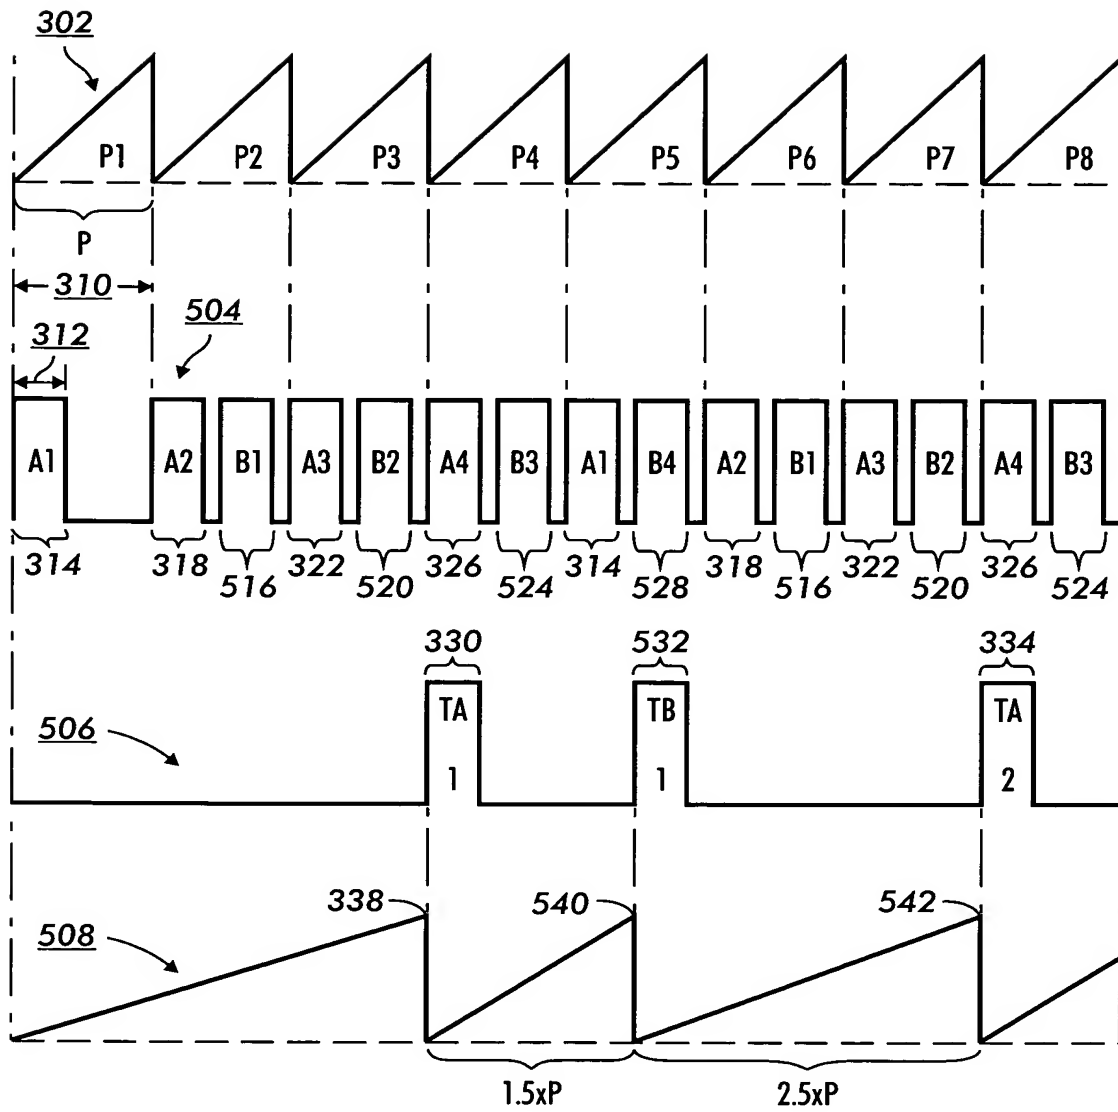 302
P1 P2 P3 P4 P5 P6 P7 P8
P
310
504
312
A1 A2 B1 A3 B2 A4 B3 A1 B4 A2 B1 A3 B2 A4 B3
314 318 516 322 520 326 524 314 528 318 516 322 520 326 524
330 532 334
TA TB TA
506
1 1 2
338 540 542
508
1.5xP 2.5xP